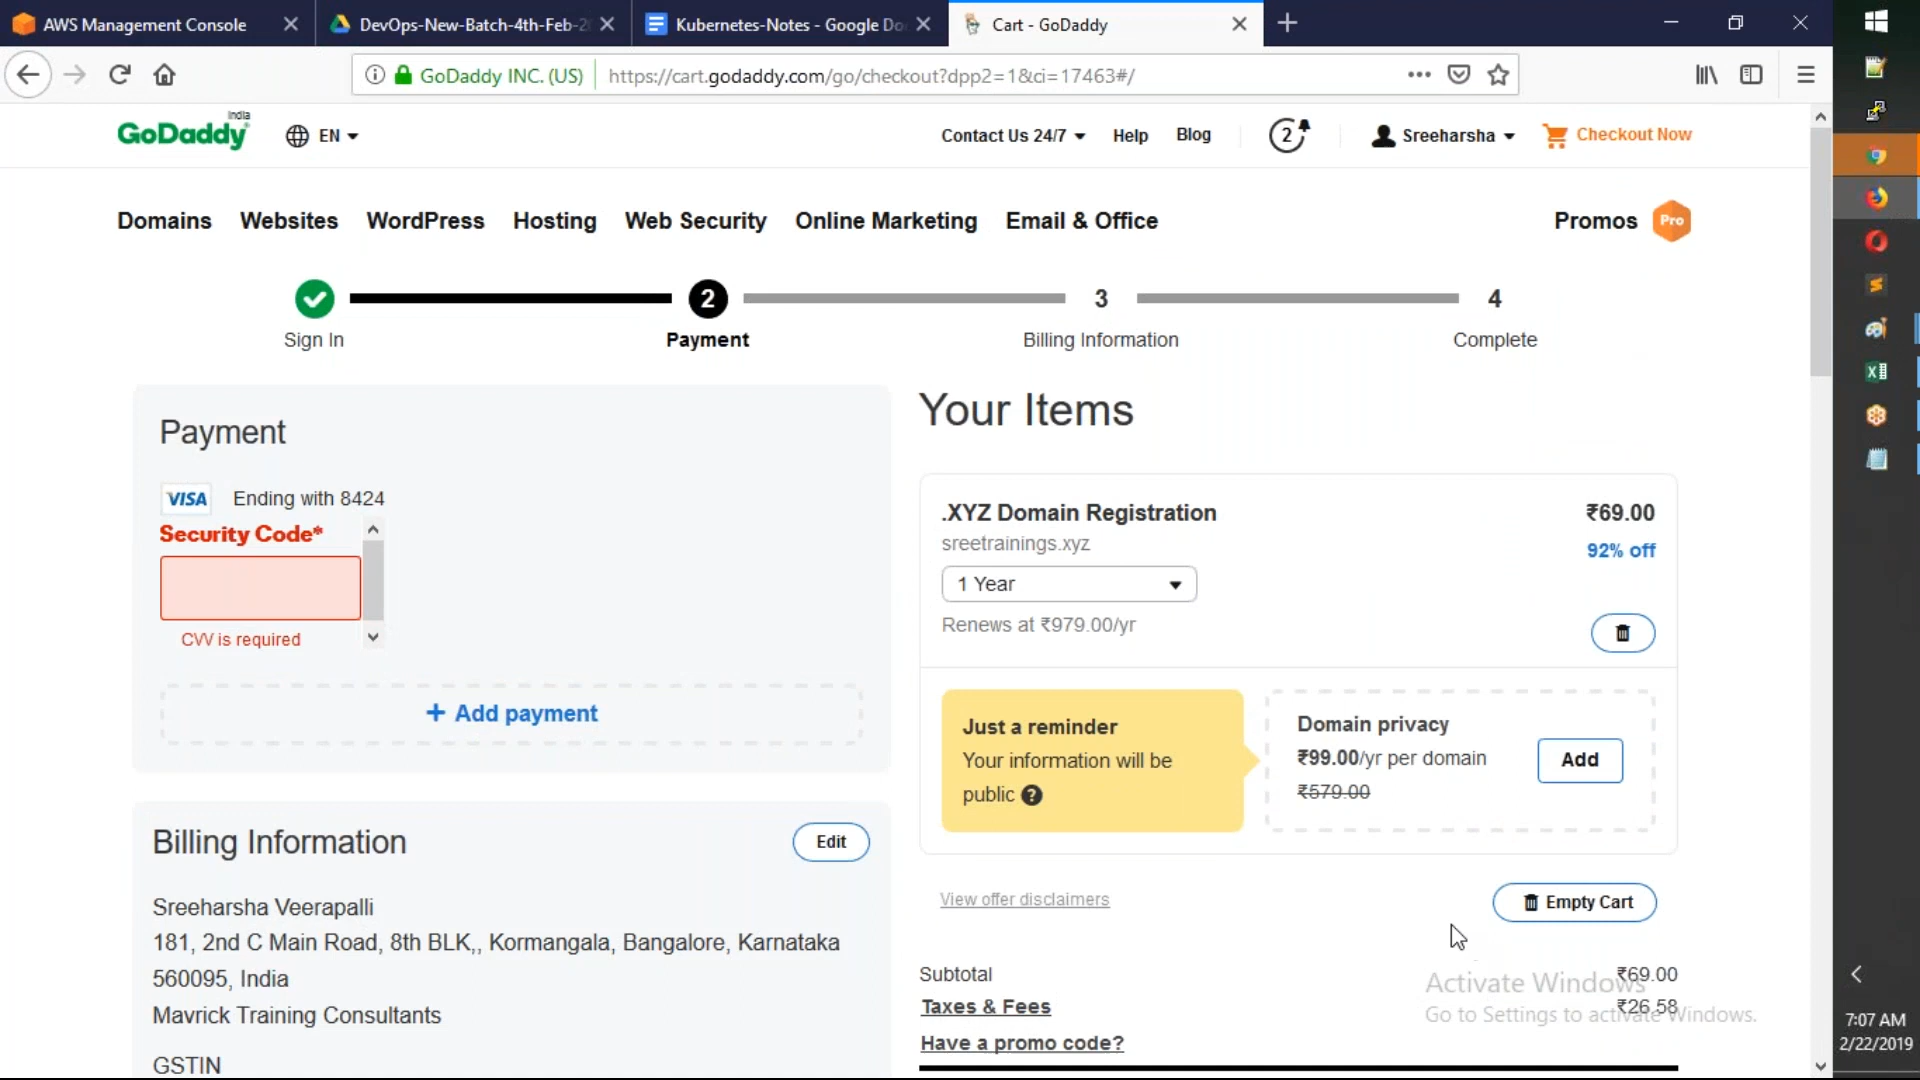 AWS Management Console
DevOps-New-Batch-4th-Feb-2
Kubernetes-Notes - Google Do
Cart - GoDaddy
GoDaddy INC. (US)
https://cart.godaddy.com/go/checkout?dpp2=1&ci=17463#/
GoDaddy India
EN
Contact Us 24/7
Help
Blog
2
Sreeharsha
Checkout Now
Domains
Websites
WordPress
Hosting
Web Security
Online Marketing
Email & Office
Promos
Pro
2
3
4
Sign In
Payment
Billing Information
Complete
Payment
VISA
Ending with 8424
Security Code*
CVV is required
+ Add payment
Billing Information
Edit
Sreeharsha Veerapalli
181, 2nd C Main Road, 8th BLK,, Kormangala, Bangalore, Karnataka
560095, India
Mavrick Training Consultants
GSTIN
Your Items
.XYZ Domain Registration
₹69.00
sreetrainings.xyz
92% off
1 Year
Renews at ₹979.00/yr
Just a reminder
Your information will be
public ?
Domain privacy
₹99.00/yr per domain
₹579.00
Add
View offer disclaimers
Empty Cart
Subtotal
₹69.00
Taxes & Fees
₹26.58
Have a promo code?
Activate Windows
Go to Settings to activate Windows.
7:07 AM
2/22/2019